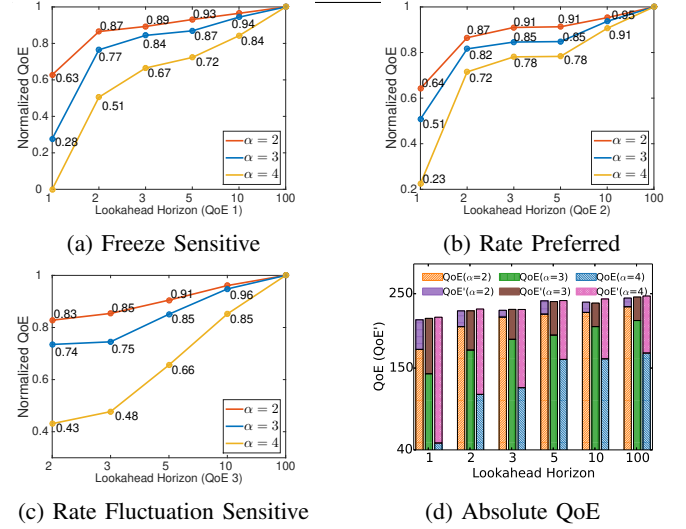 1
0.8
0.6
0.4
0.2
0
Normalized QoE
0.87
0.89
0.93
0.63
0.77
0.84
0.87
0.94
0.28
0.51
0.67
0.72
0.84
α = 2
α = 3
α = 4
1 2 3 5 10 100
Lookahead Horizon (QoE 1)
(a) Freeze Sensitive
1
0.8
0.6
0.4
0.2
Normalized QoE
0.87
0.91
0.91
0.95
0.64
0.82
0.85
0.85
0.91
0.51
0.72
0.78
0.78
0.23
α = 2
α = 3
α = 4
1 2 3 5 10 100
Lookahead Horizon (QoE 2)
(b) Rate Preferred
1
0.8
0.6
0.4
Normalized QoE
0.83
0.85
0.91
0.96
0.74
0.75
0.85
0.85
0.43
0.48
0.66
α = 2
α = 3
α = 4
2 3 5 10 100
Lookahead Horizon (QoE 3)
(c) Rate Fluctuation Sensitive
QoE(α=2) QoE(α=3) QoE(α=4)
QoE'(α=2) QoE'(α=3) QoE'(α=4)
250
150
40
QoE (QoE')
1 2 3 5 10 100
Lookahead Horizon
(d) Absolute QoE